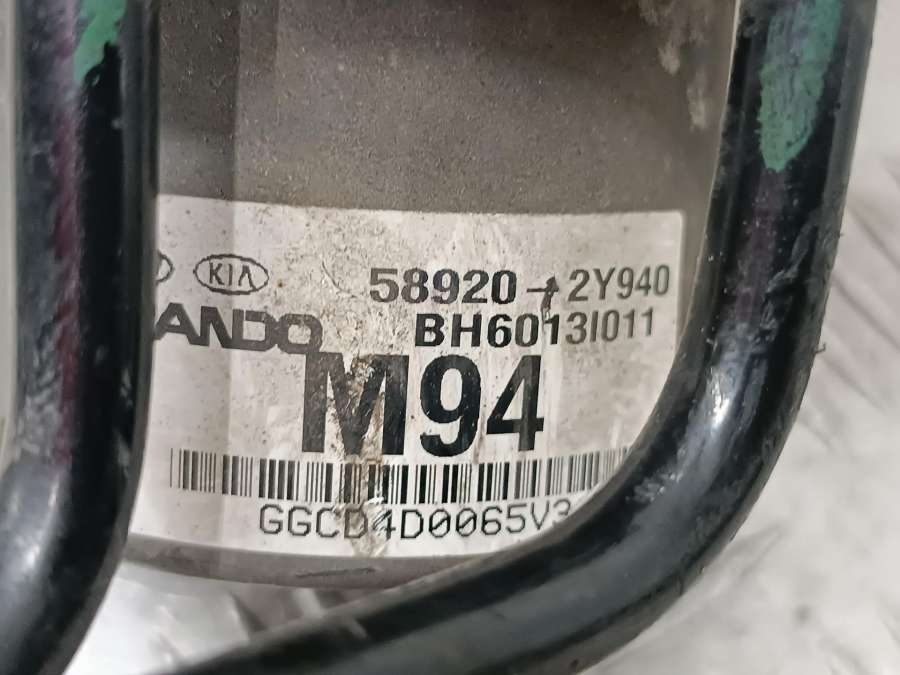 KIA 58920-2Y940
ANDO BH6013I011
M94
GGCD4D0065V3